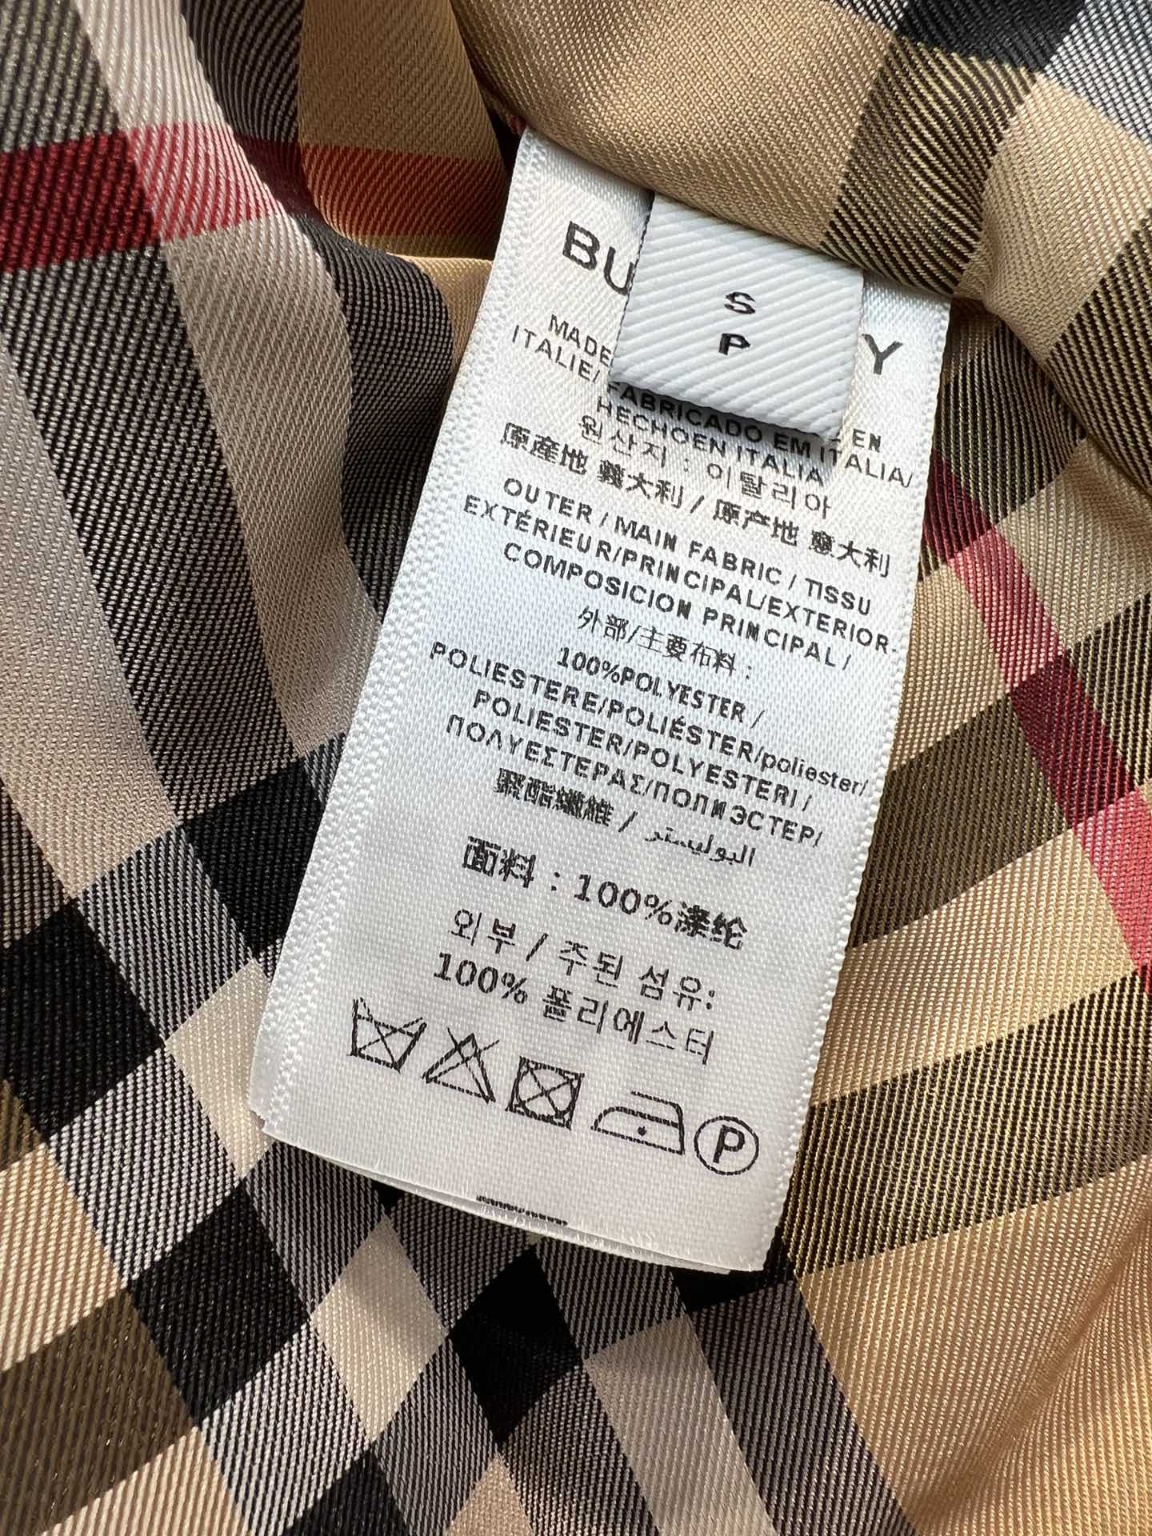 BU
Y
S
P
MADE
ITALIE/ FABRICADO EM ITALIA/
EN
HECHOEN ITALIA
원산지 : 이탈리아
原産地 義大利 / 原产地 意大利
OUTER / MAIN FABRIC / TISSU
EXTÉRIEUR/PRINCIPAL/EXTERIOR-
COMPOSICION PRINCIPAL /
外部/主要布料 :
100%POLYESTER /
POLIESTERE/POLIÉSTER/poliester/
POLIESTER/POLYESTERI /
ΠΟΛΥΕΣΤΕΡΑΣ/ПОЛИЭСТЕР/
聚酯纖維 / البوليستر
面料 : 100%涤纶
외부 / 주된 섬유:
100% 폴리에스터
P